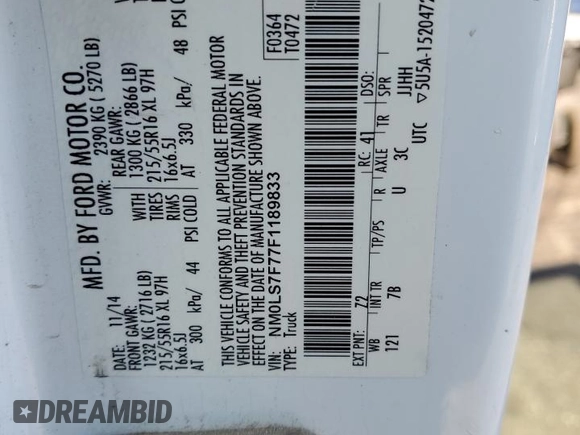 MFD. BY FORD MOTOR CO.
DATE: 11/14
GVWR: 2390 KG ( 5270 LB)
FRONT GAWR:
1232 KG ( 2716 LB)
REAR GAWR:
1300 KG ( 2866 LB)
WITH
215/55R16 XL 97H
TIRES
215/55R16 XL 97H
16x6.5J
RIMS
16x6.5J
AT 300 kPa/ 44 PSI COLD
AT 330 kPa/ 48 PSI
THIS VEHICLE CONFORMS TO ALL APPLICABLE FEDERAL MOTOR
VEHICLE SAFETY AND THEFT PREVENTION STANDARDS IN
EFFECT ON THE DATE OF MANUFACTURE SHOWN ABOVE.
VIN: NM0LS7F77F1189833
TYPE: Truck
F0364
T0472
EXT PNT: Z2
RC: 41
DSO:
WB
INT TR
TP/PS
R
AXLE
TR
SPR
121
7B
U
3C
JJHH
UTC
▽5U5A-1520472
DREAMBID